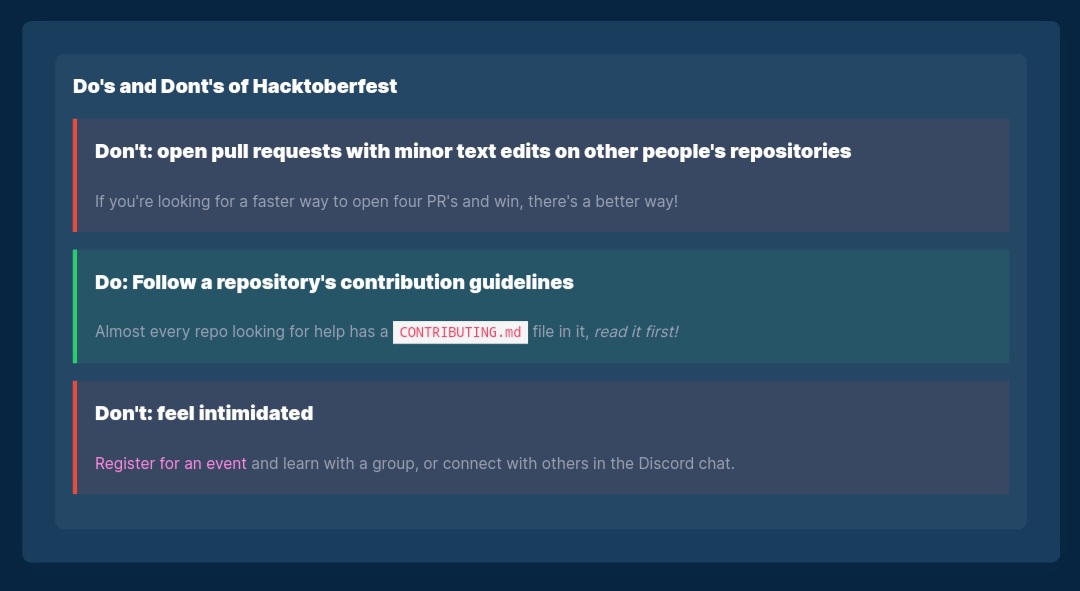 Do's and Dont's of Hacktoberfest
Don't: open pull requests with minor text edits on other people's repositories
If you're looking for a faster way to open four PR's and win, there's a better way!
Do: Follow a repository's contribution guidelines
Almost every repo looking for help has a CONTRIBUTING.md file in it, read it first!
Don't: feel intimidated
Register for an event and learn with a group, or connect with others in the Discord chat.